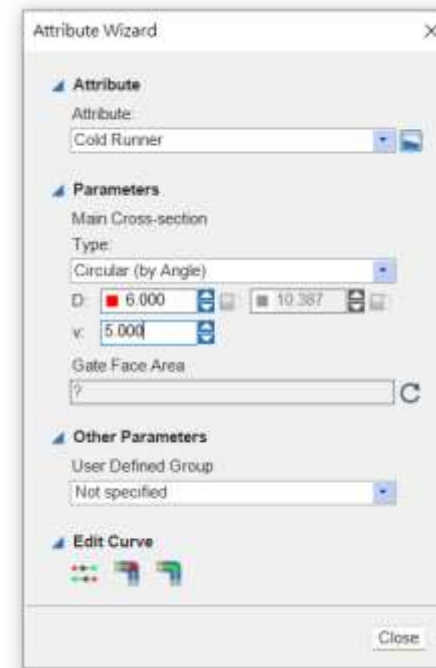 Attribute Wizard
Attribute
Attribute:
Cold Runner
Parameters
Main Cross-section
Type:
Circular (by Angle)
D: 6.000 10.387
v: 5.000
Gate Face Area
?
Other Parameters
User Defined Group
Not specified
Edit Curve
Close